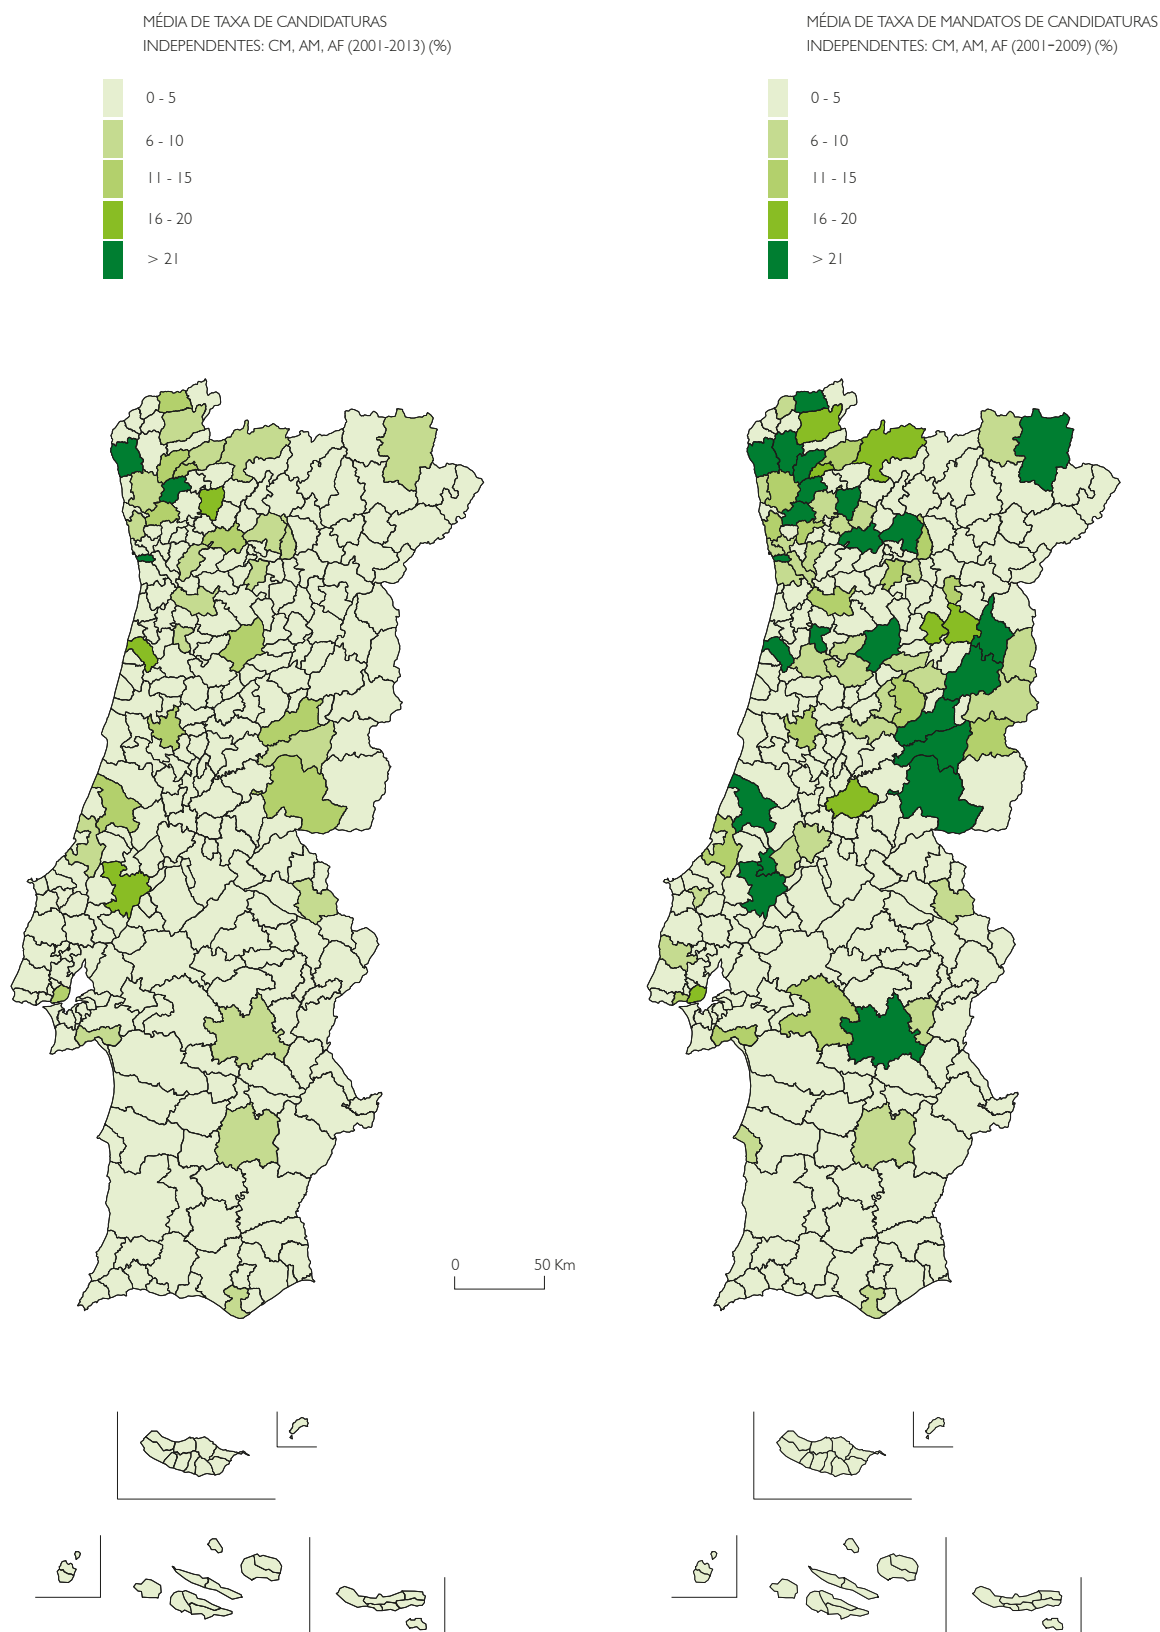 MÉDIA DE TAXA DE CANDIDATURAS
INDEPENDENTES: CM, AM, AF (2001-2013) (%)
0 - 5
6 - 10
11 - 15
16 - 20
> 21
MÉDIA DE TAXA DE MANDATOS DE CANDIDATURAS
INDEPENDENTES: CM, AM, AF (2001-2009) (%)
0 - 5
6 - 10
11 - 15
16 - 20
> 21
0 50 Km